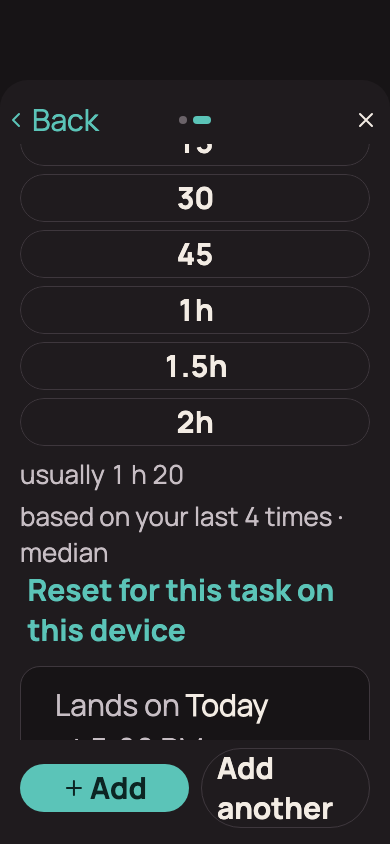 Back
15
30
45
1h
1.5h
2h
usually 1 h 20
based on your last 4 times ·
median
Reset for this task on
this device
Lands on Today
+ Add
Add
another